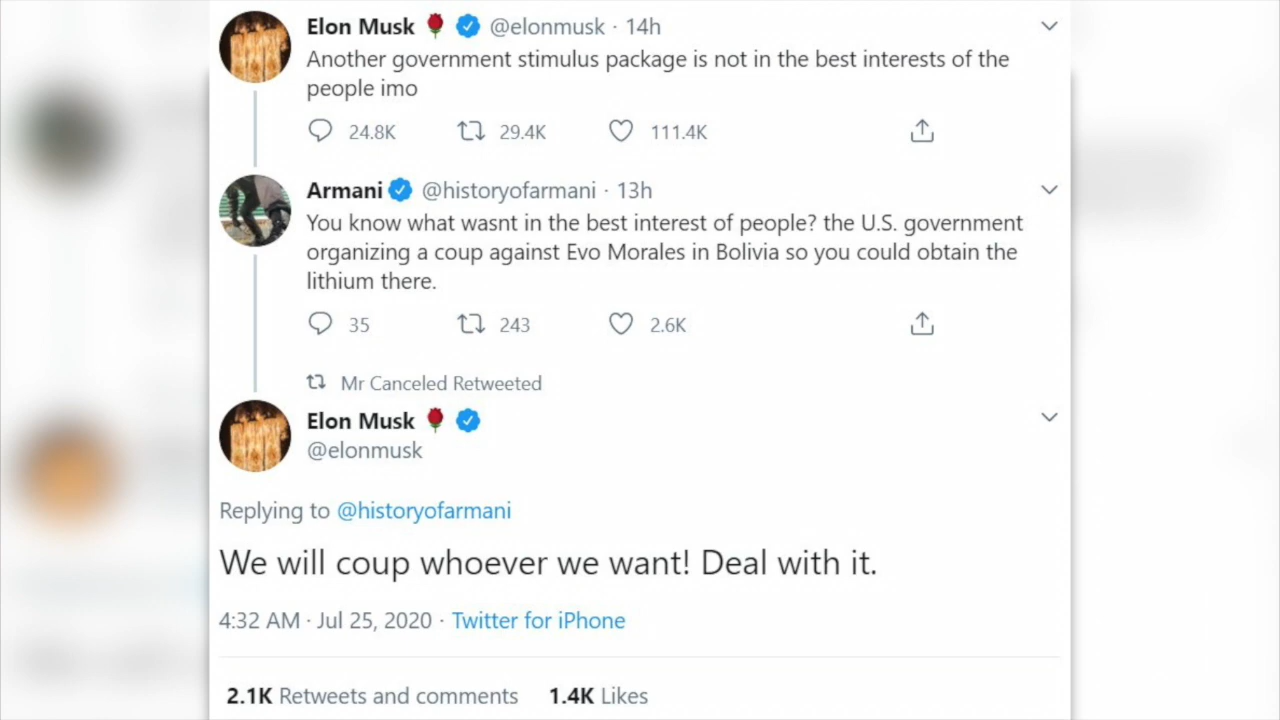 Elon Musk 🌹 @elonmusk · 14h
Another government stimulus package is not in the best interests of the
people imo
24.8K 29.4K 111.4K
Armani @historyofarmani · 13h
You know what wasnt in the best interest of people? the U.S. government
organizing a coup against Evo Morales in Bolivia so you could obtain the
lithium there.
35 243 2.6K
Mr Canceled Retweeted
Elon Musk 🌹
@elonmusk
Replying to @historyofarmani
We will coup whoever we want! Deal with it.
4:32 AM · Jul 25, 2020 · Twitter for iPhone
2.1K Retweets and comments 1.4K Likes